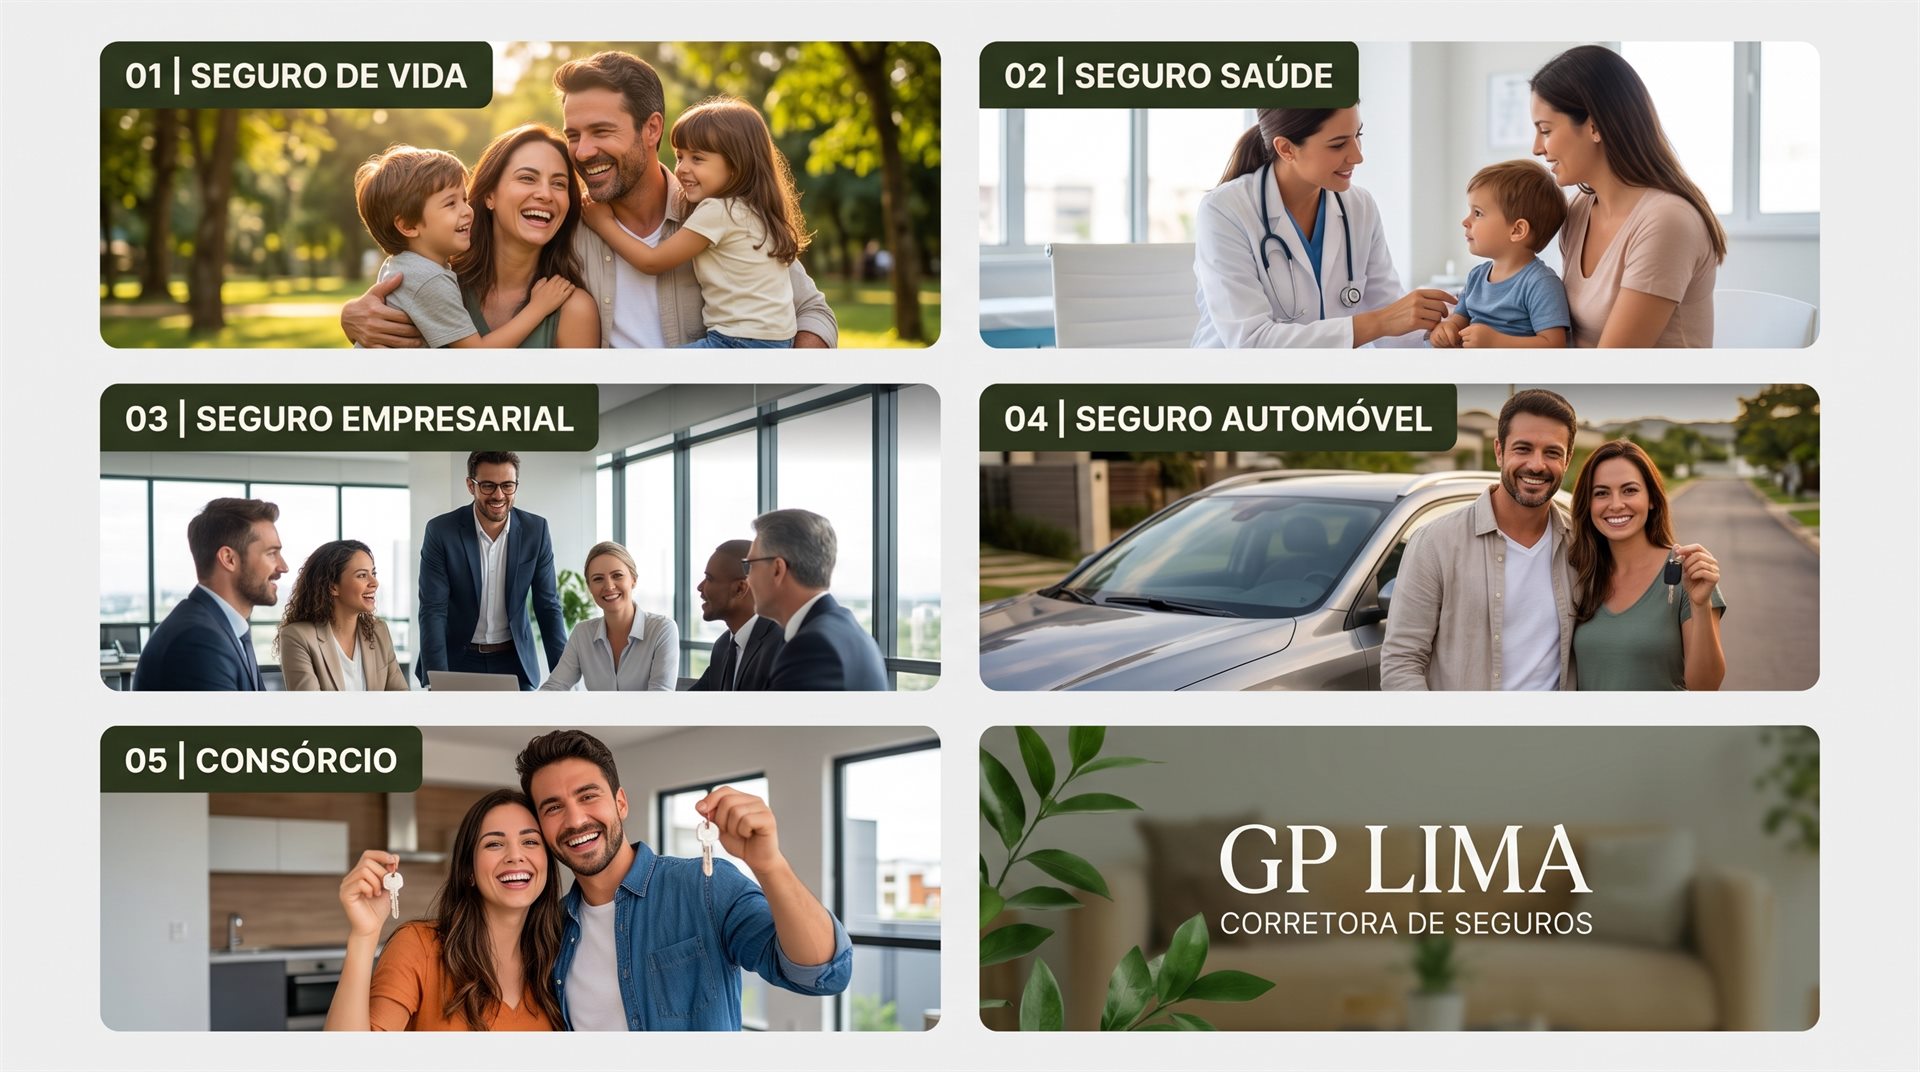 01 | SEGURO DE VIDA
02 | SEGURO SAÚDE
03 | SEGURO EMPRESARIAL
04 | SEGURO AUTOMÓVEL
05 | CONSÓRCIO
GP LIMA
CORRETORA DE SEGUROS